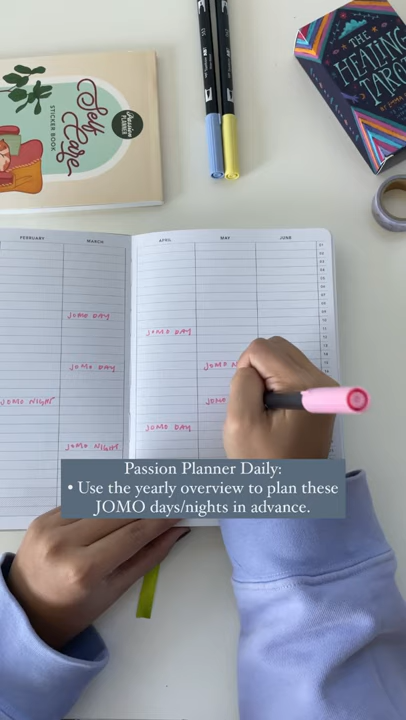 THE
HEALING
TAROT
Self
Care
STICKER BOOK
Passion
PLANNER
FEBRUARY
MARCH
APRIL
MAY
JUNE
JOMO DAY
JOMO DAY
JOMO DAY
JOMO N
JOMO NIGHT
JOMO
JOMO DAY
JOMO NIGHT
Passion Planner Daily:
• Use the yearly overview to plan these
JOMO days/nights in advance.